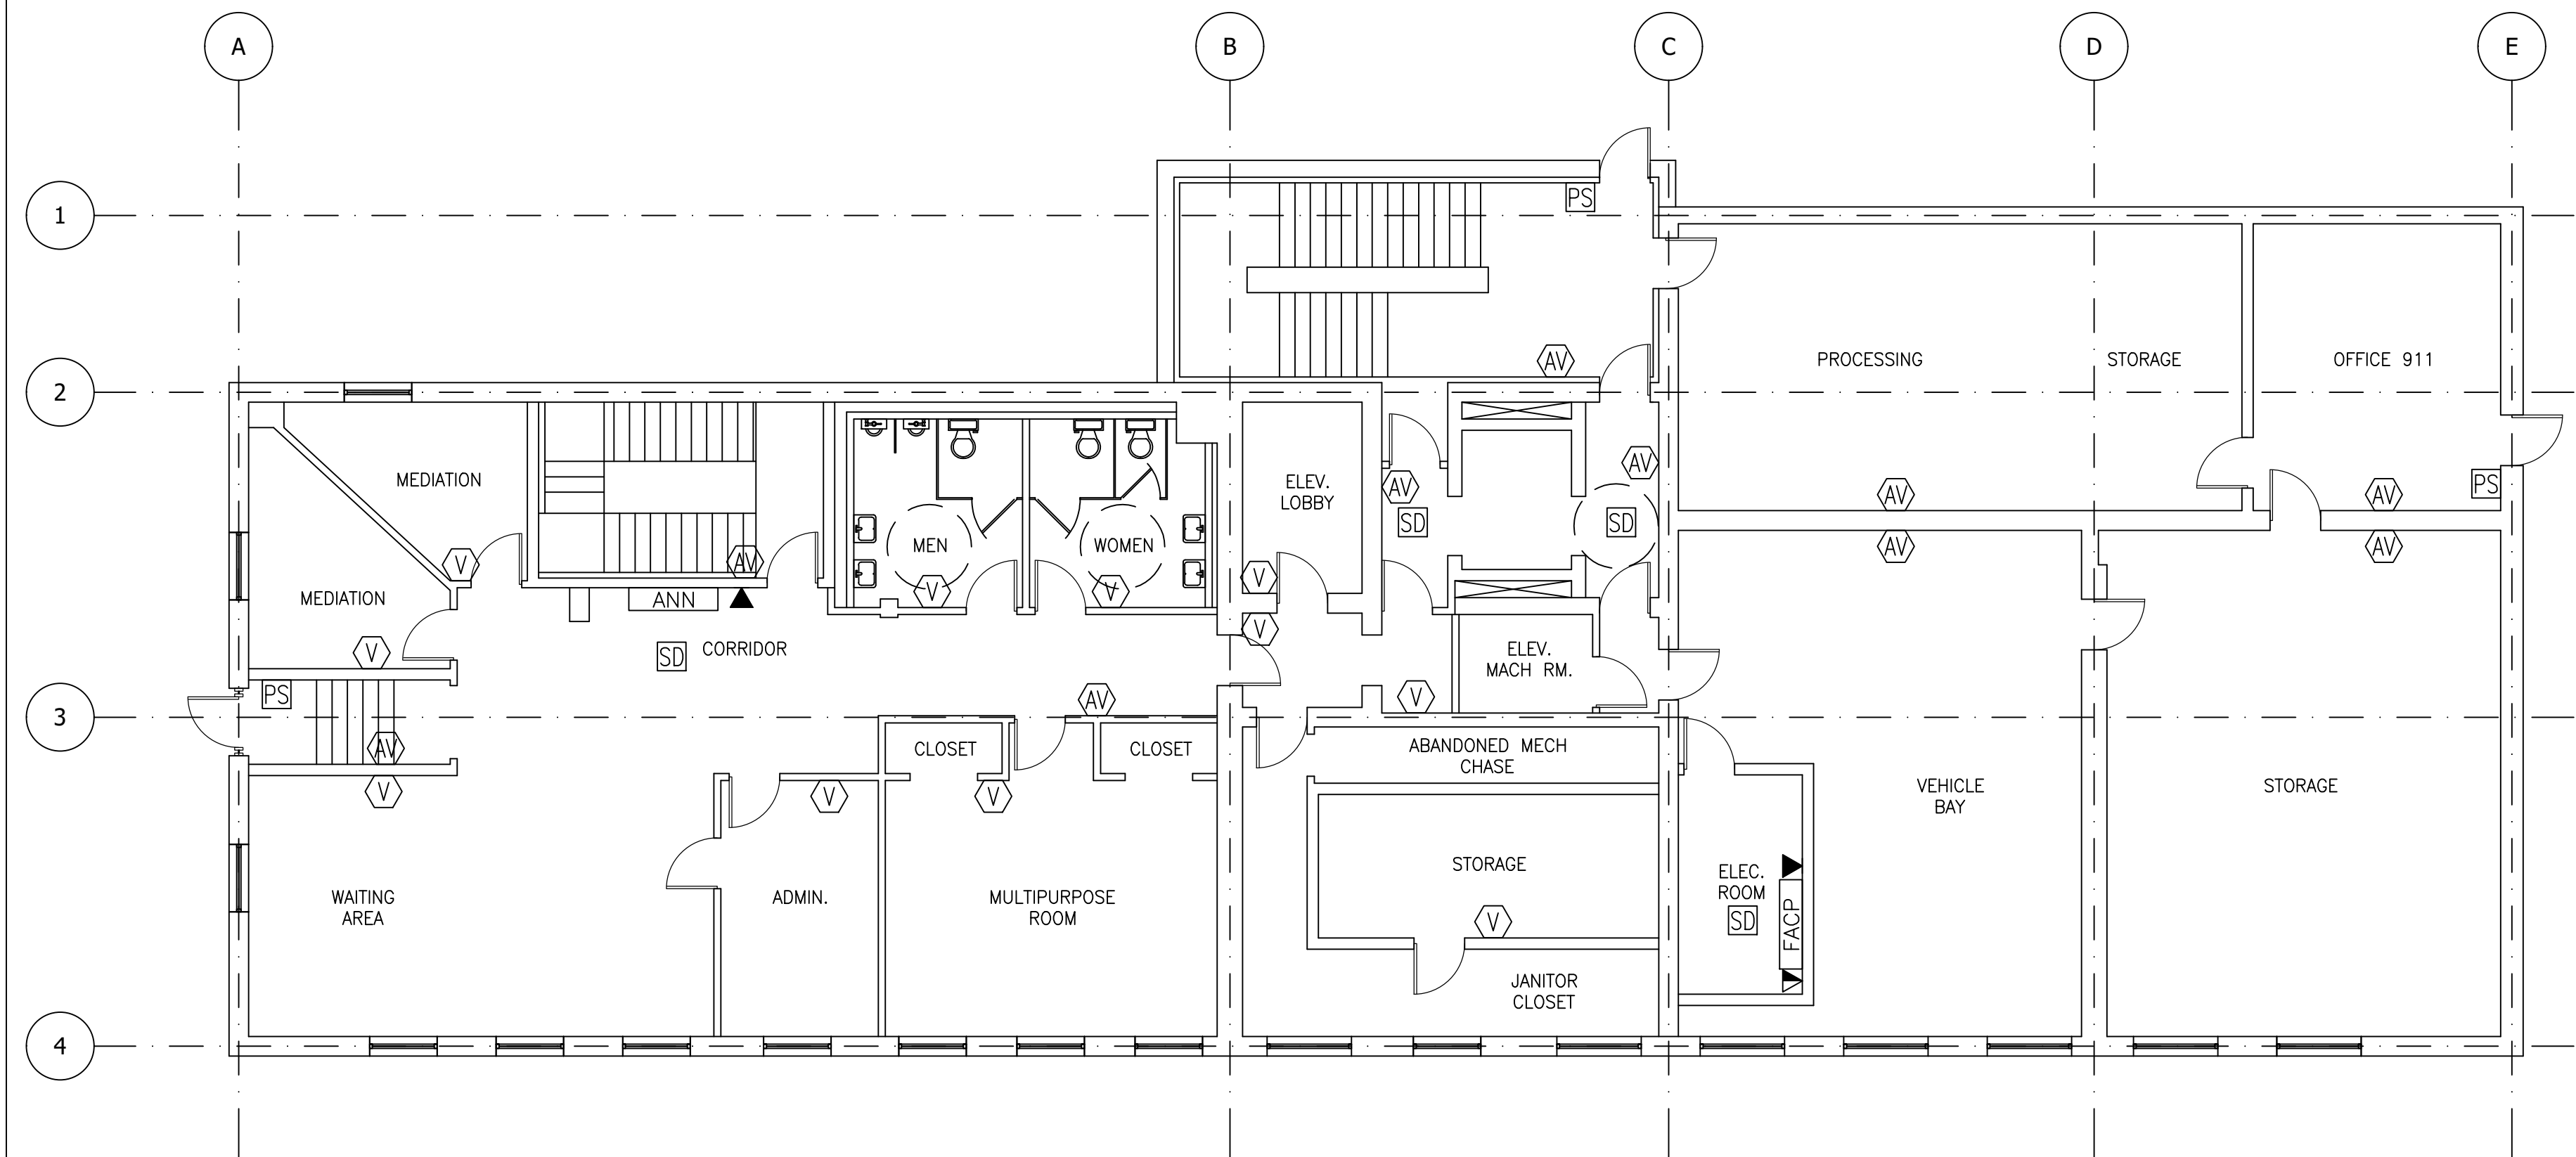 A
B
C
D
E
1
PS
2
AV
PROCESSING
STORAGE
OFFICE 911
MEDIATION
ELEV.
LOBBY
AV
AV
PS
AV
AV
SD
SD
MEN
WOMEN
AV
AV
V
AV
V
V
V
MEDIATION
ANN
V
V
SD
CORRIDOR
ELEV.
MACH RM.
PS
AV
V
3
AV
CLOSET
CLOSET
ABANDONED MECH
CHASE
V
V
V
VEHICLE
BAY
STORAGE
STORAGE
WAITING
AREA
ADMIN.
MULTIPURPOSE
ROOM
ELEC.
ROOM
SD
FACP
V
JANITOR
CLOSET
4